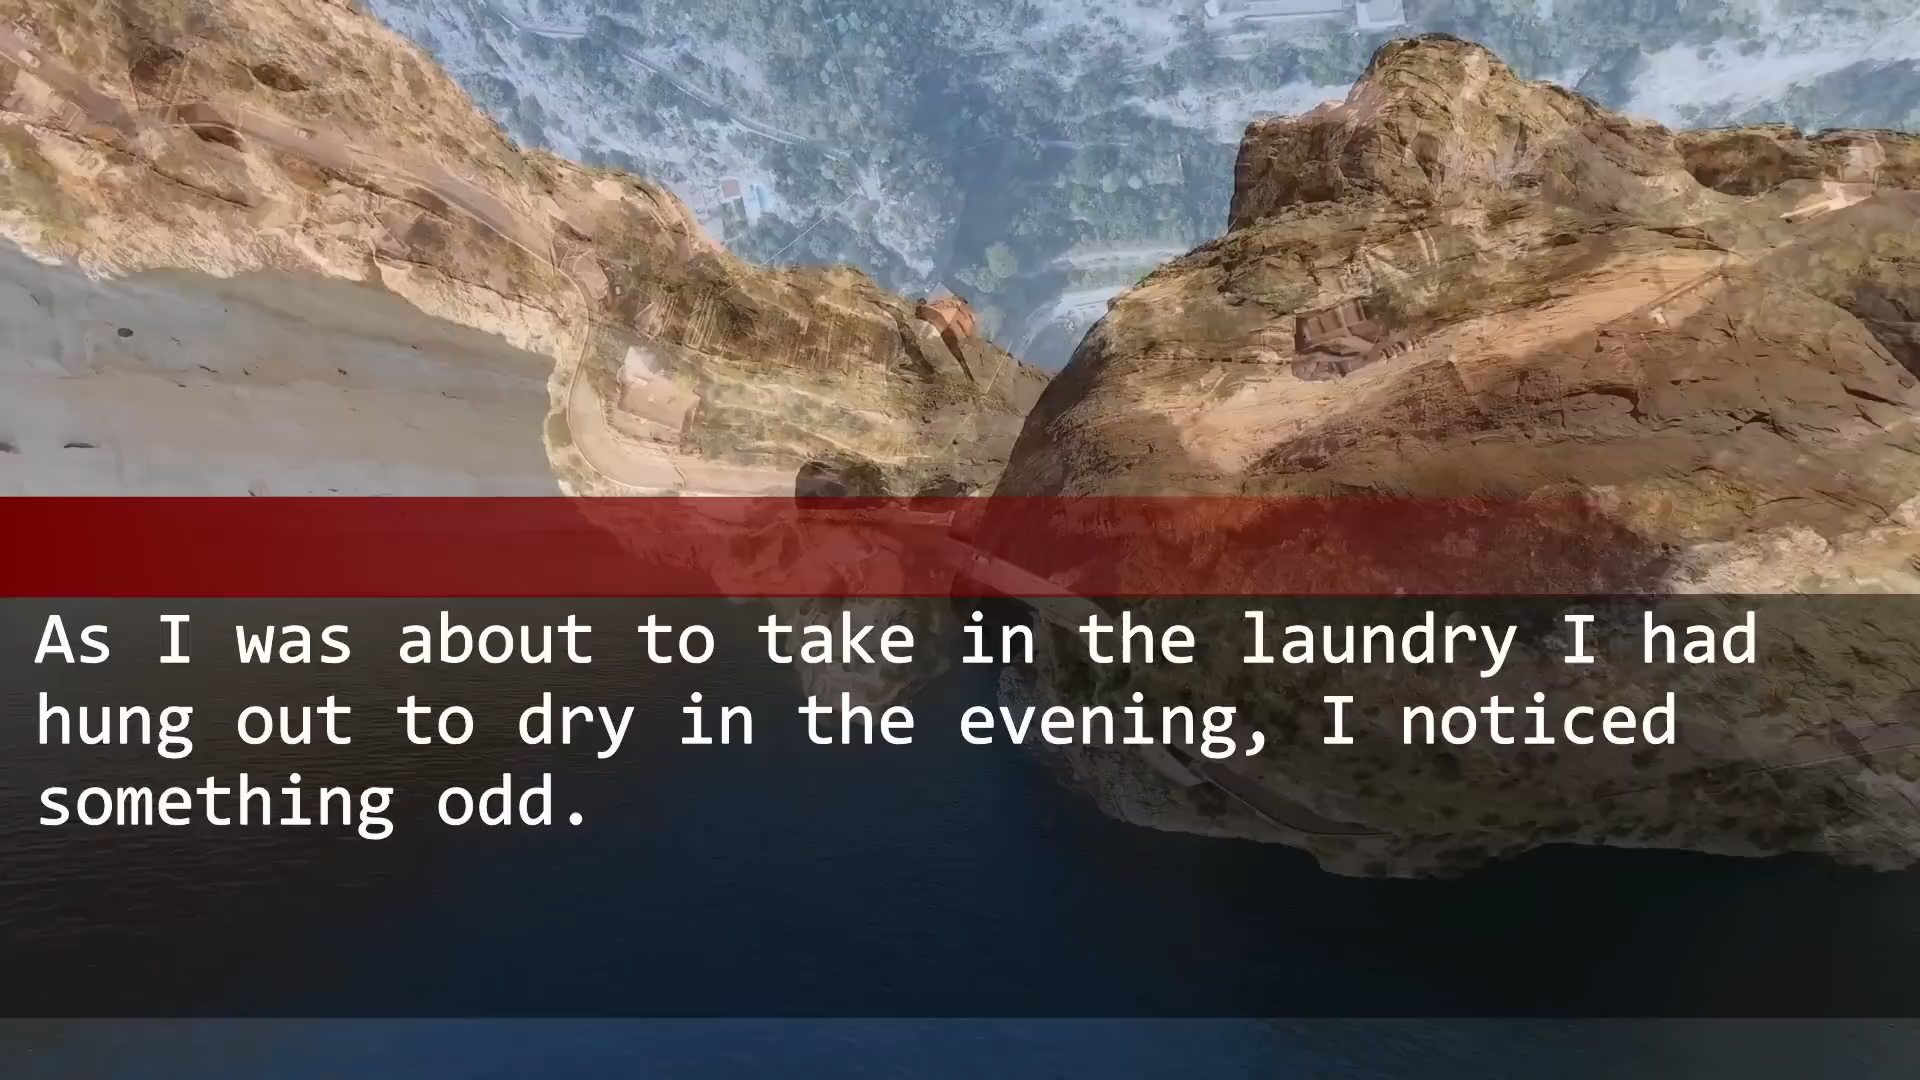 As I was about to take in the laundry I had
hung out to dry in the evening, I noticed
something odd.